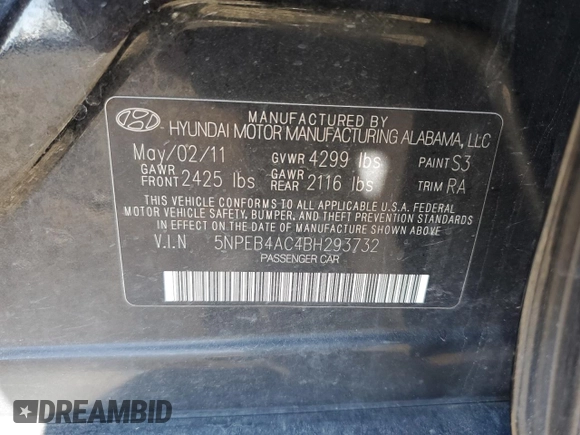 MANUFACTURED BY
HYUNDAI MOTOR MANUFACTURING ALABAMA, LLC
May/02/11 GVWR 4299 lbs PAINT S3
GAWR FRONT 2425 lbs GAWR REAR 2116 lbs TRIM RA
THIS VEHICLE CONFORMS TO ALL APPLICABLE U.S.A. FEDERAL
MOTOR VEHICLE SAFETY, BUMPER, AND THEFT PREVENTION STANDARDS
IN EFFECT ON THE DATE OF MANUFACTURE SHOWN ABOVE.
V.I.N 5NPEB4AC4BH293732
PASSENGER CAR
DREAMBID